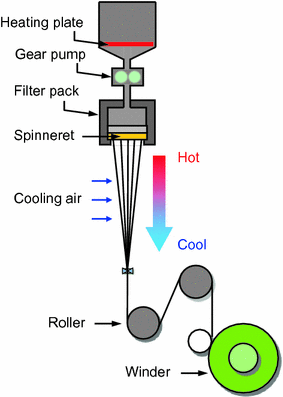 Heating plate
Gear pump
Filter pack
Spinneret
Hot
Cooling air
Cool
Roller
Winder